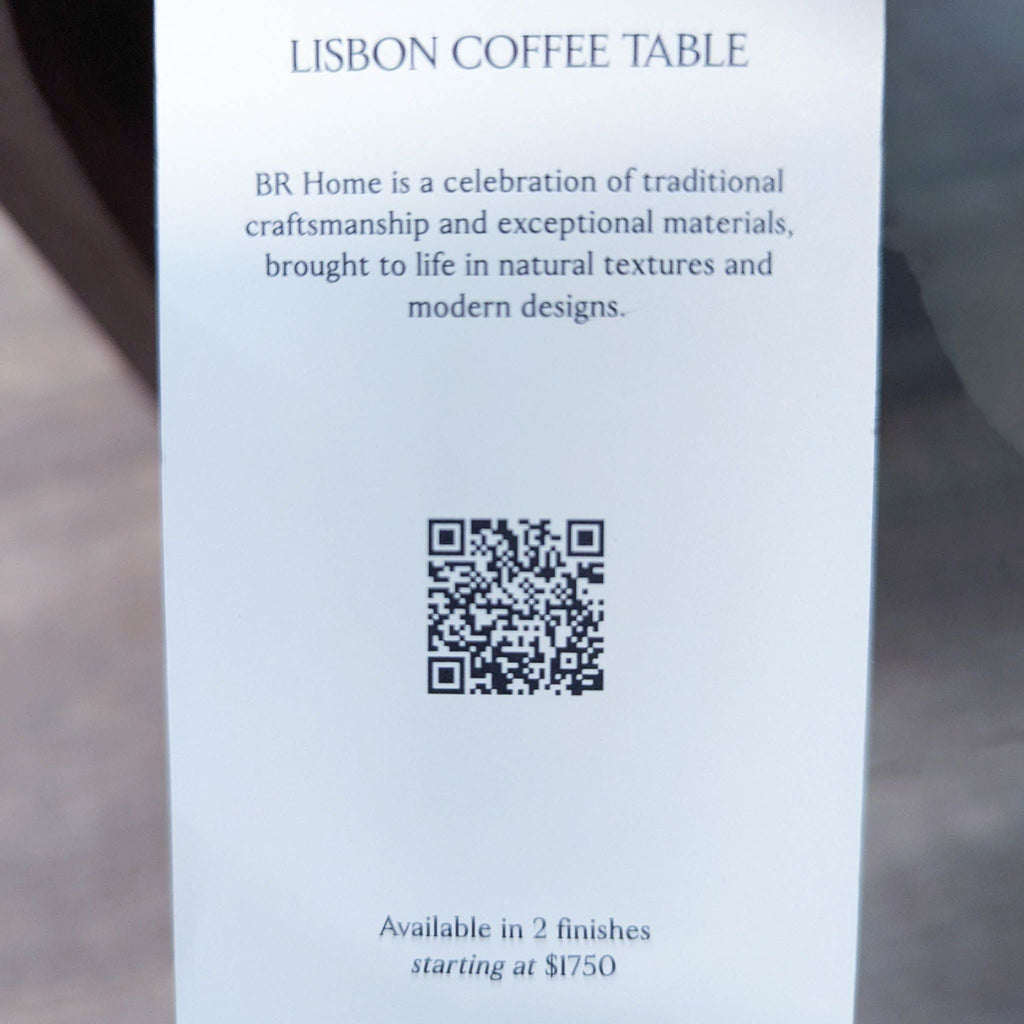 LISBON COFFEE TABLE
BR Home is a celebration of traditional
craftsmanship and exceptional materials,
brought to life in natural textures and
modern designs.
Available in 2 finishes
starting at $1750